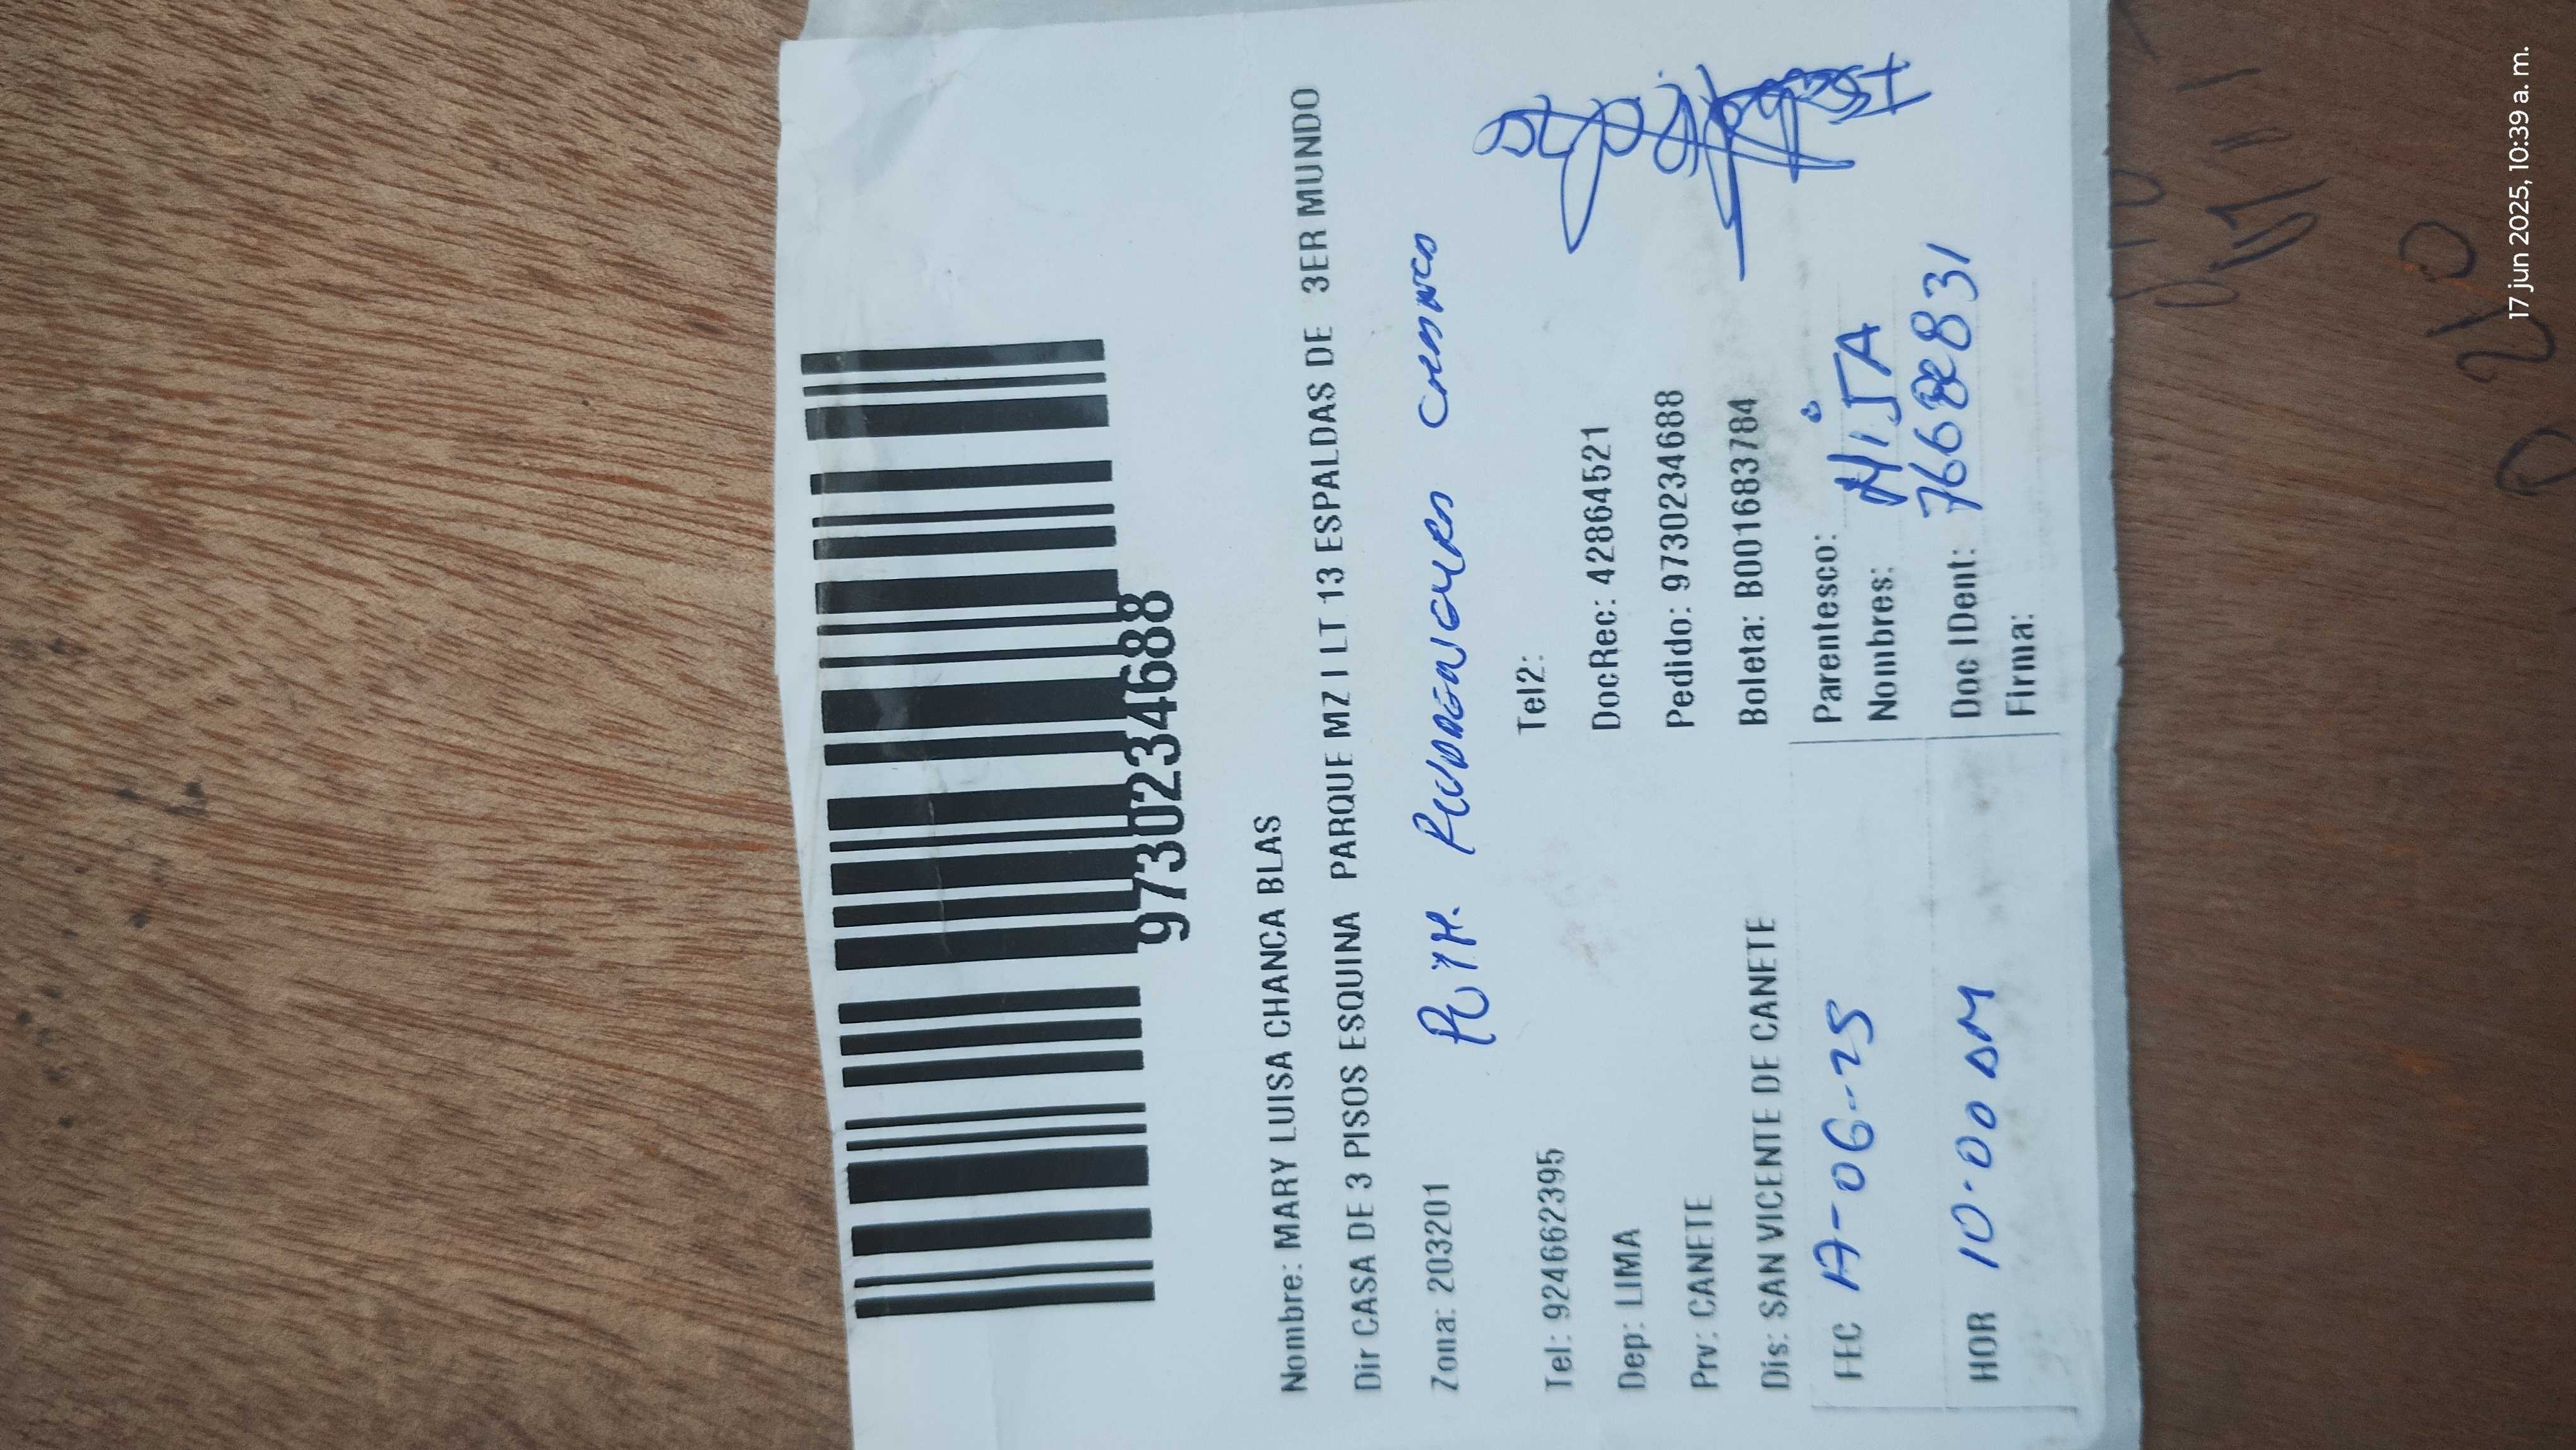 9730234688
Nombre: MARY LUISA CHANCA BLAS
Dir CASA DE 3 PISOS ESQUINA PARQUE MZ I LT 13 ESPALDAS DE 3ER MUNDO
Zona: 203201
Tel: 924662395 Tel2:
Dep: LIMA DocRec: 42864521
Prv: CANETE Pedido: 9730234688
Dis: SAN VICENTE DE CANETE Boleta: B001683784
FEC 17-06-25 Parentesco: HIJA
Nombres:
HOR 10:00 AM Doc IDent:
Firma:
17 jun 2025, 10:39 a. m.